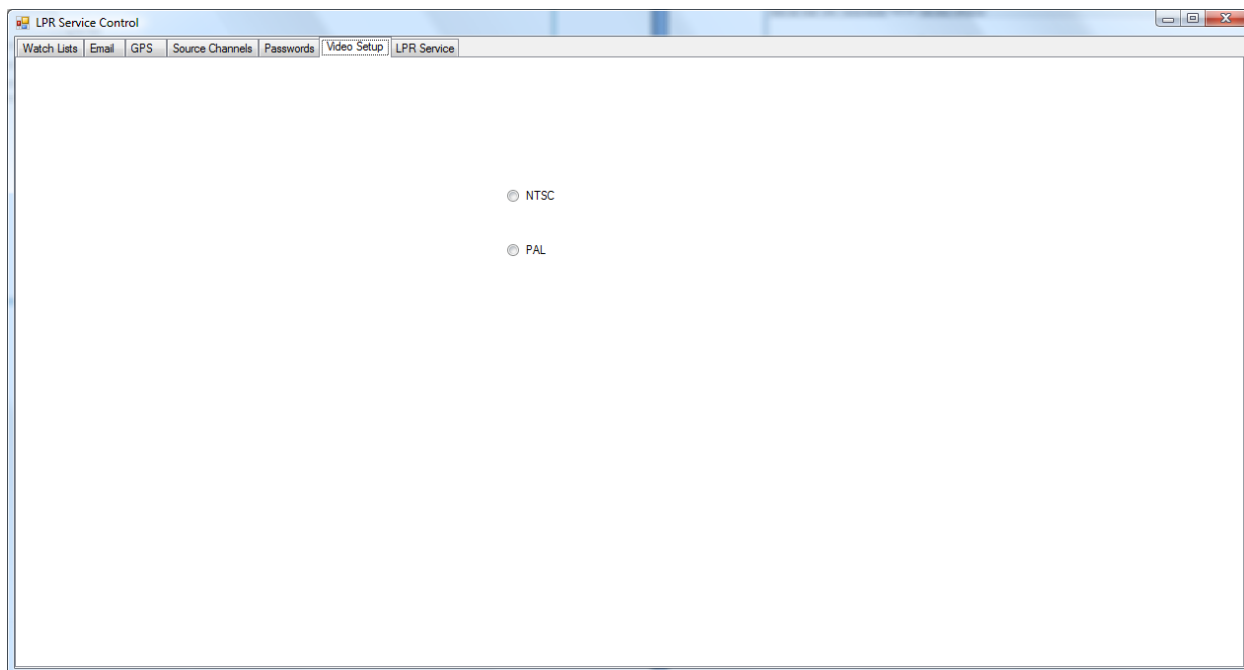 LPR Service Control
Watch Lists Email GPS Source Channels Passwords Video Setup LPR Service
NTSC
PAL